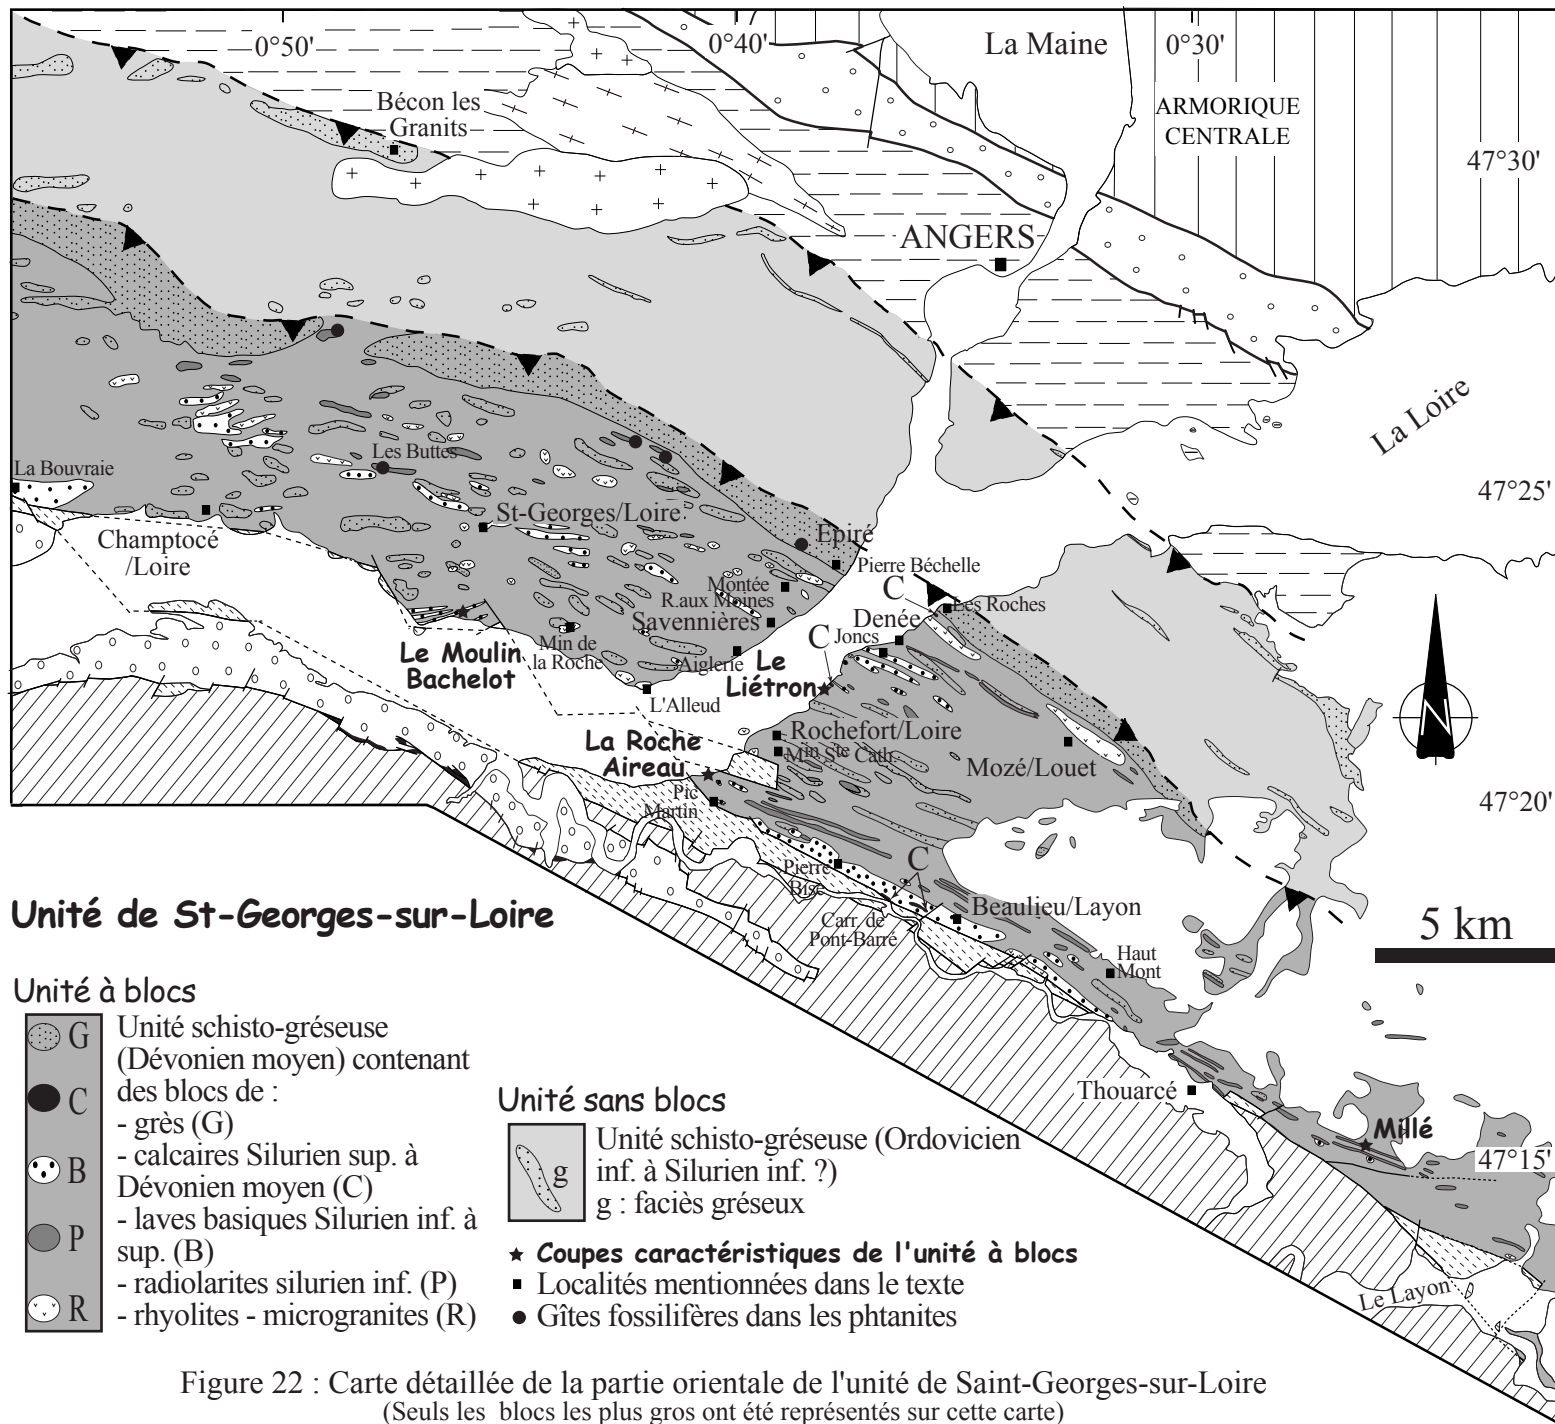 0°50'
0°40'
La Maine
0°30'
Bécon les
Granits
ARMORIQUE
CENTRALE
47°30'
ANGERS
La Loire
La Bouvraie
Les Buttes
47°25'
St-Georges/Loire
Champtocé
/Loire
Epiré
Pierre Béchelle
C
Les Roches
Montée
R.aux Moines
Savennières
Denée
C
Joncs
Min de
la Roche
Le Moulin
Bachelot
Aiglerie
Le
Liétron
L'Alleud
La Roche
Aireau
Rochefort/Loire
Min Ste Cath.
Mozé/Louet
Pic
Martin
47°20'
Pierre
Bise
C
Beaulieu/Layon
Carr. de
Pont-Barré
Haut
Mont
5 km
N
Thouarcé
Millé
47°15'
Le Layon
Unité de St-Georges-sur-Loire
Unité à blocs
G
C
B
P
R
Unité schisto-gréseuse
(Dévonien moyen) contenant
des blocs de :
- grès (G)
- calcaires Silurien sup. à
Dévonien moyen (C)
- laves basiques Silurien inf. à
sup. (B)
- radiolarites silurien inf. (P)
- rhyolites - microgranites (R)
Unité sans blocs
g
Unité schisto-gréseuse (Ordovicien
inf. à Silurien inf. ?)
g : faciès gréseux
Coupes caractéristiques de l'unité à blocs
Localités mentionnées dans le texte
Gîtes fossilifères dans les phtanites
Figure 22 : Carte détaillée de la partie orientale de l'unité de Saint-Georges-sur-Loire
(Seuls les blocs les plus gros ont été représentés sur cette carte)